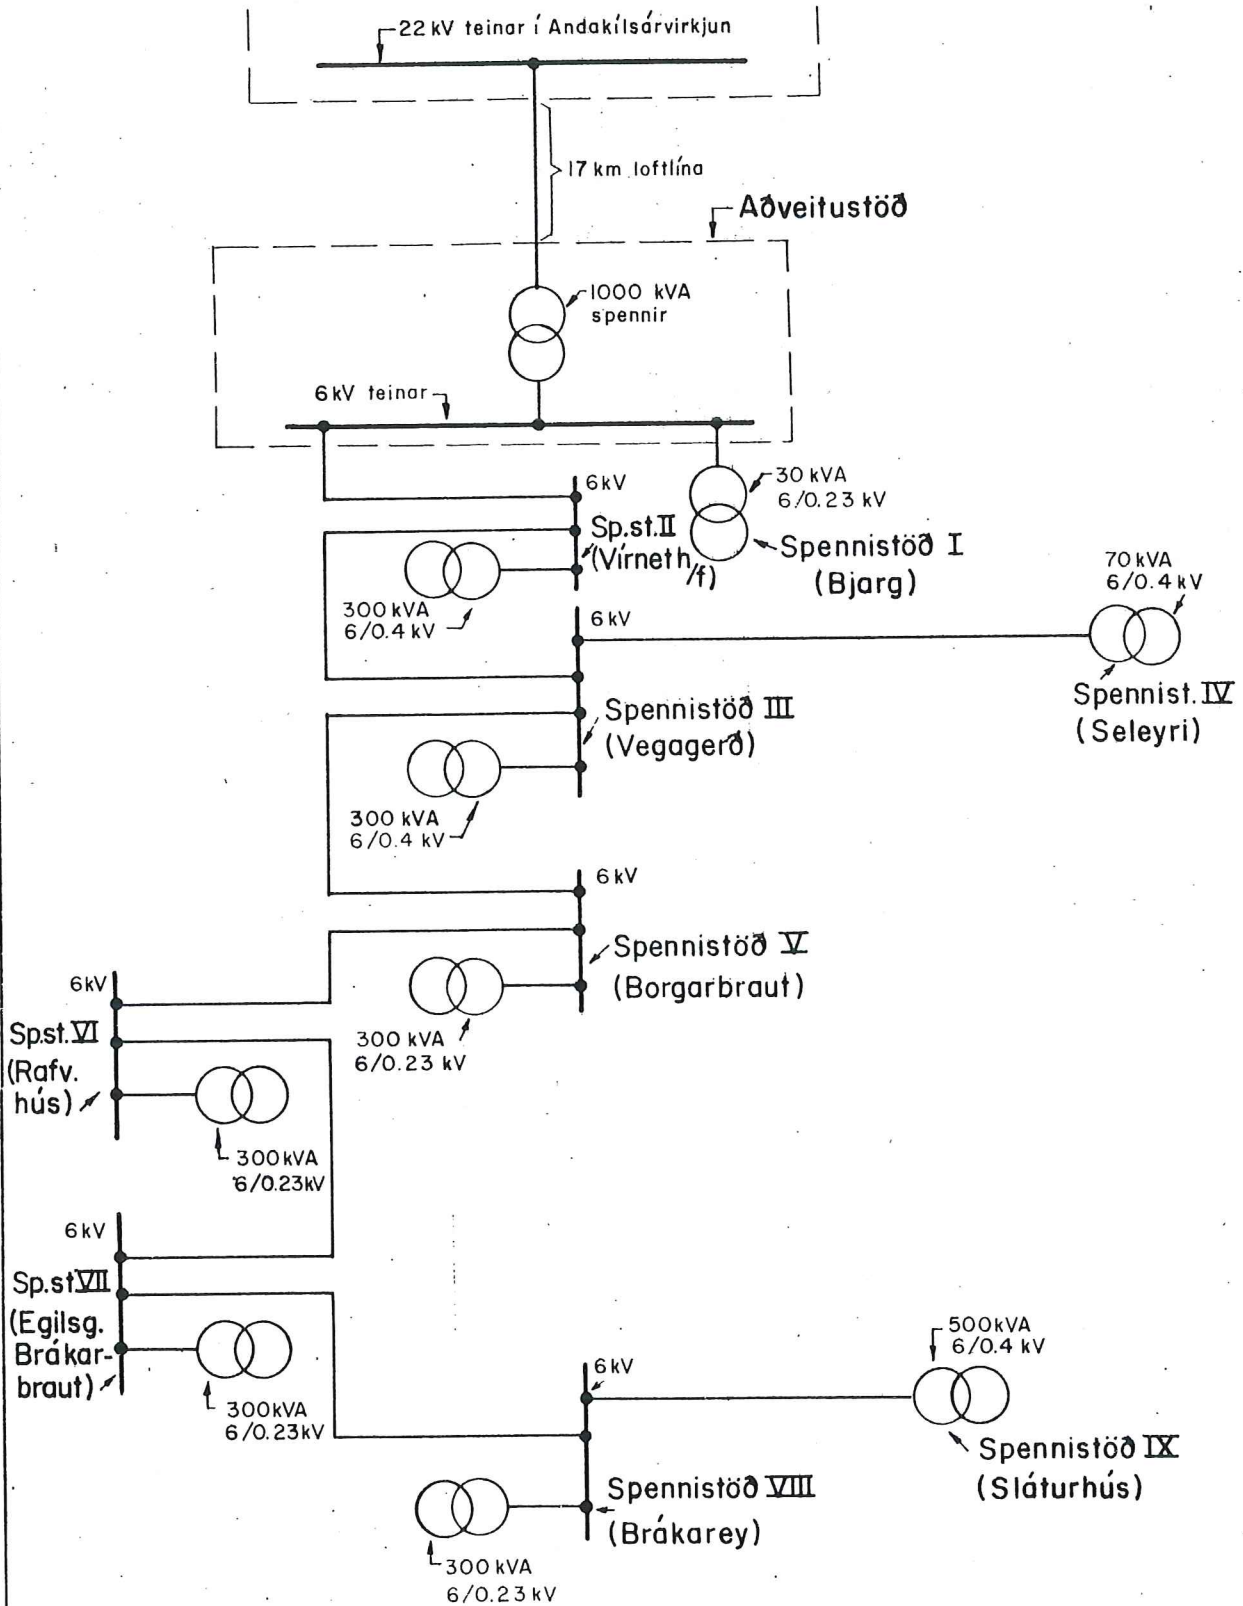 22 kV teinar í Andakílsárvirkjun
17 km loftlína
Aðveitustöð
1000 kVA
spennir
6 kV teinar
6 kV
30 kVA
6/0.23 kV
Sp.st. II
(Vírneth/f)
Spennistöð I
(Bjarg)
300 kVA
6/0.4 kV
70 kVA
6/0.4 kV
6 kV
Spennist. IV
(Seleyri)
Spennistöð III
(Vegagerð)
300 kVA
6/0.4 kV
6 kV
Spennistöð V
(Borgarbraut)
300 kVA
6/0.23 kV
6 kV
Sp.st. VI
(Rafv.
hús)
300 kVA
6/0.23 kV
6 kV
Sp.st VII
(Egilsg.
Brákar-
braut)
300 kVA
6/0.23 kV
6 kV
500 kVA
6/0.4 kV
Spennistöð IX
(Sláturhús)
Spennistöð VIII
(Brákarey)
300 kVA
6/0.23 kV